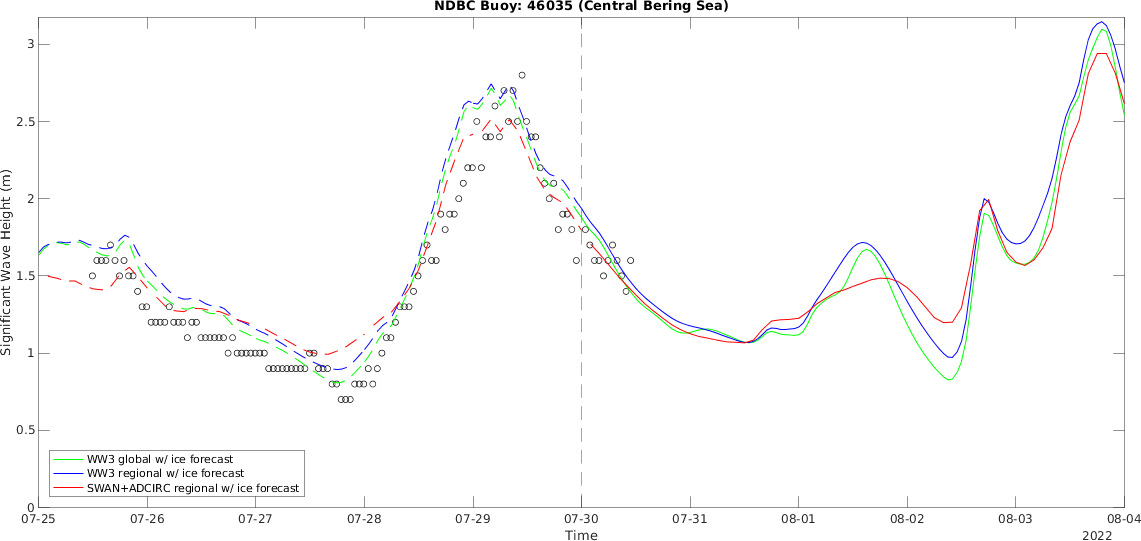 NDBC Buoy: 46035 (Central Bering Sea)
Significant Wave Height (m)
3
2.5
2
1.5
1
0.5
0
WW3 global w/ ice forecast
WW3 regional w/ ice forecast
SWAN+ADCIRC regional w/ ice forecast
07-25 07-26 07-27 07-28 07-29 07-30 07-31 08-01 08-02 08-03 08-04
Time
2022